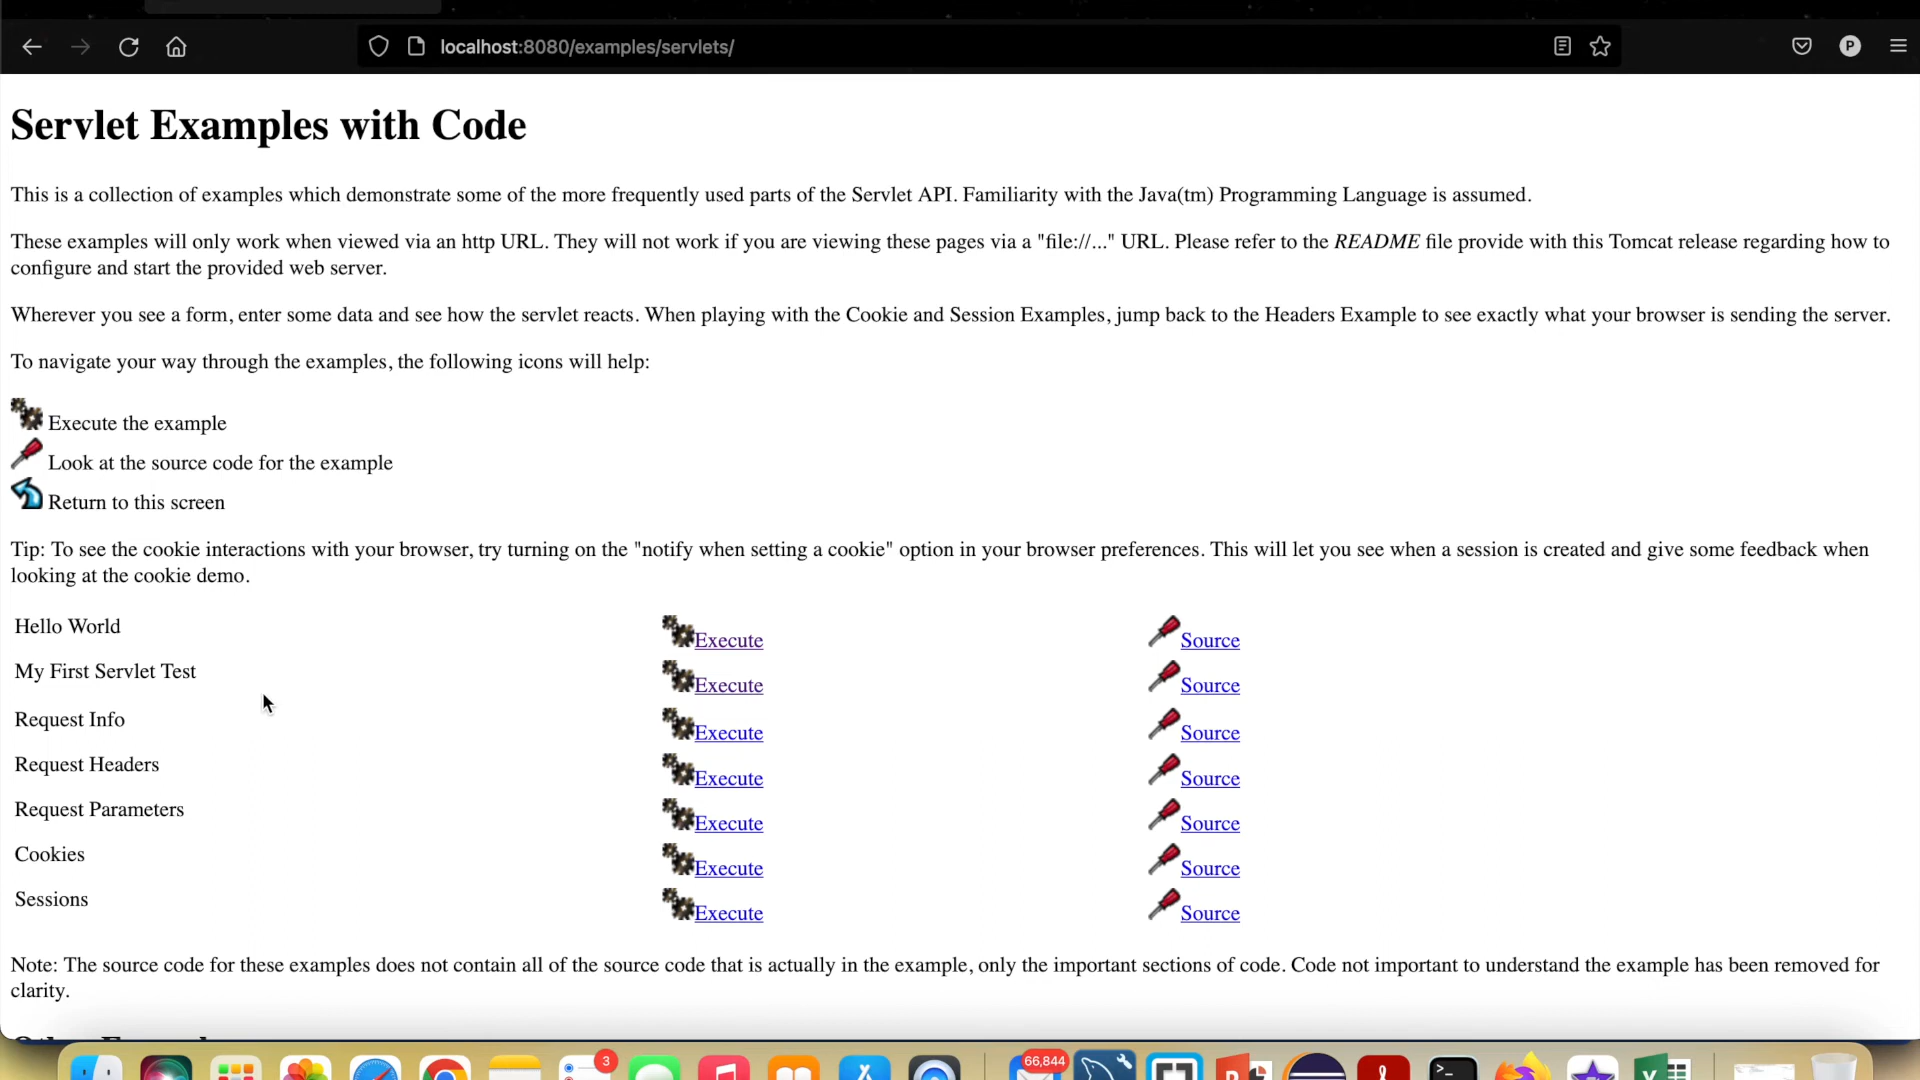 localhost:8080/examples/servlets/
P
Servlet Examples with Code
This is a collection of examples which demonstrate some of the more frequently used parts of the Servlet API. Familiarity with the Java(tm) Programming Language is assumed.
These examples will only work when viewed via an http URL. They will not work if you are viewing these pages via a "file://..." URL. Please refer to the README file provide with this Tomcat release regarding how to
configure and start the provided web server.
Wherever you see a form, enter some data and see how the servlet reacts. When playing with the Cookie and Session Examples, jump back to the Headers Example to see exactly what your browser is sending the server.
To navigate your way through the examples, the following icons will help:
Execute the example
Look at the source code for the example
Return to this screen
Tip: To see the cookie interactions with your browser, try turning on the "notify when setting a cookie" option in your browser preferences. This will let you see when a session is created and give some feedback when
looking at the cookie demo.
Hello World Execute Source
My First Servlet Test Execute Source
Request Info Execute Source
Request Headers Execute Source
Request Parameters Execute Source
Cookies Execute Source
Sessions Execute Source
Note: The source code for these examples does not contain all of the source code that is actually in the example, only the important sections of code. Code not important to understand the example has been removed for
clarity.
3 66,844